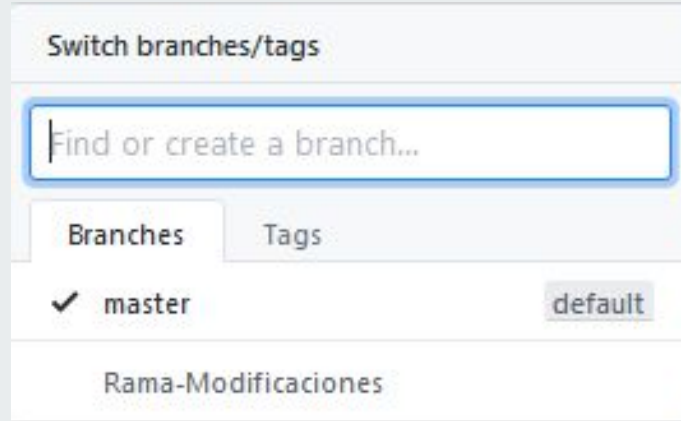 Switch branches/tags
Find or create a branch...
Branches Tags
master default
Rama-Modificaciones